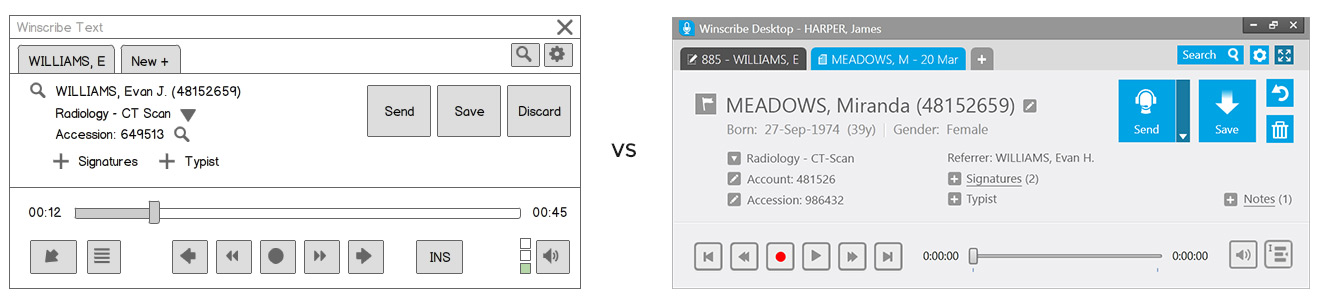 Winscribe Text
WILLIAMS, E
New +
WILLIAMS, Evan J. (48152659)
Radiology - CT Scan
Accession: 649513
Signatures
Typist
Send
Save
Discard
00:12
00:45
INS
vs
Winscribe Desktop - HARPER, James
885 - WILLIAMS, E
MEADOWS, M - 20 Mar
Search
MEADOWS, Miranda (48152659)
Born: 27-Sep-1974 (39y) | Gender: Female
Send
Save
Radiology - CT-Scan
Account: 481526
Accession: 986432
Referrer: WILLIAMS, Evan H.
Signatures (2)
Typist
Notes (1)
0:00:00
0:00:00